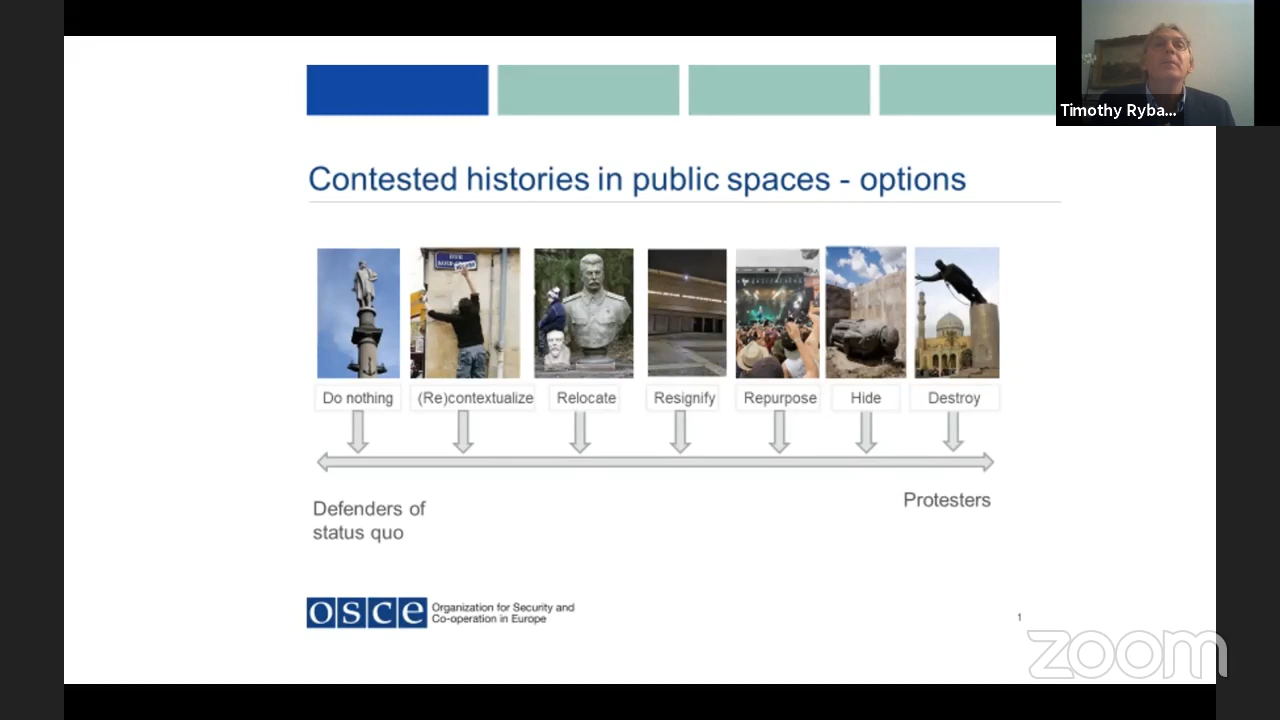 Timothy Ryba...
Contested histories in public spaces - options
Do nothing
(Re)contextualize
Relocate
Resignify
Repurpose
Hide
Destroy
Defenders of
status quo
Protesters
osce
Organization for Security and
Co-operation in Europe
1
zoom